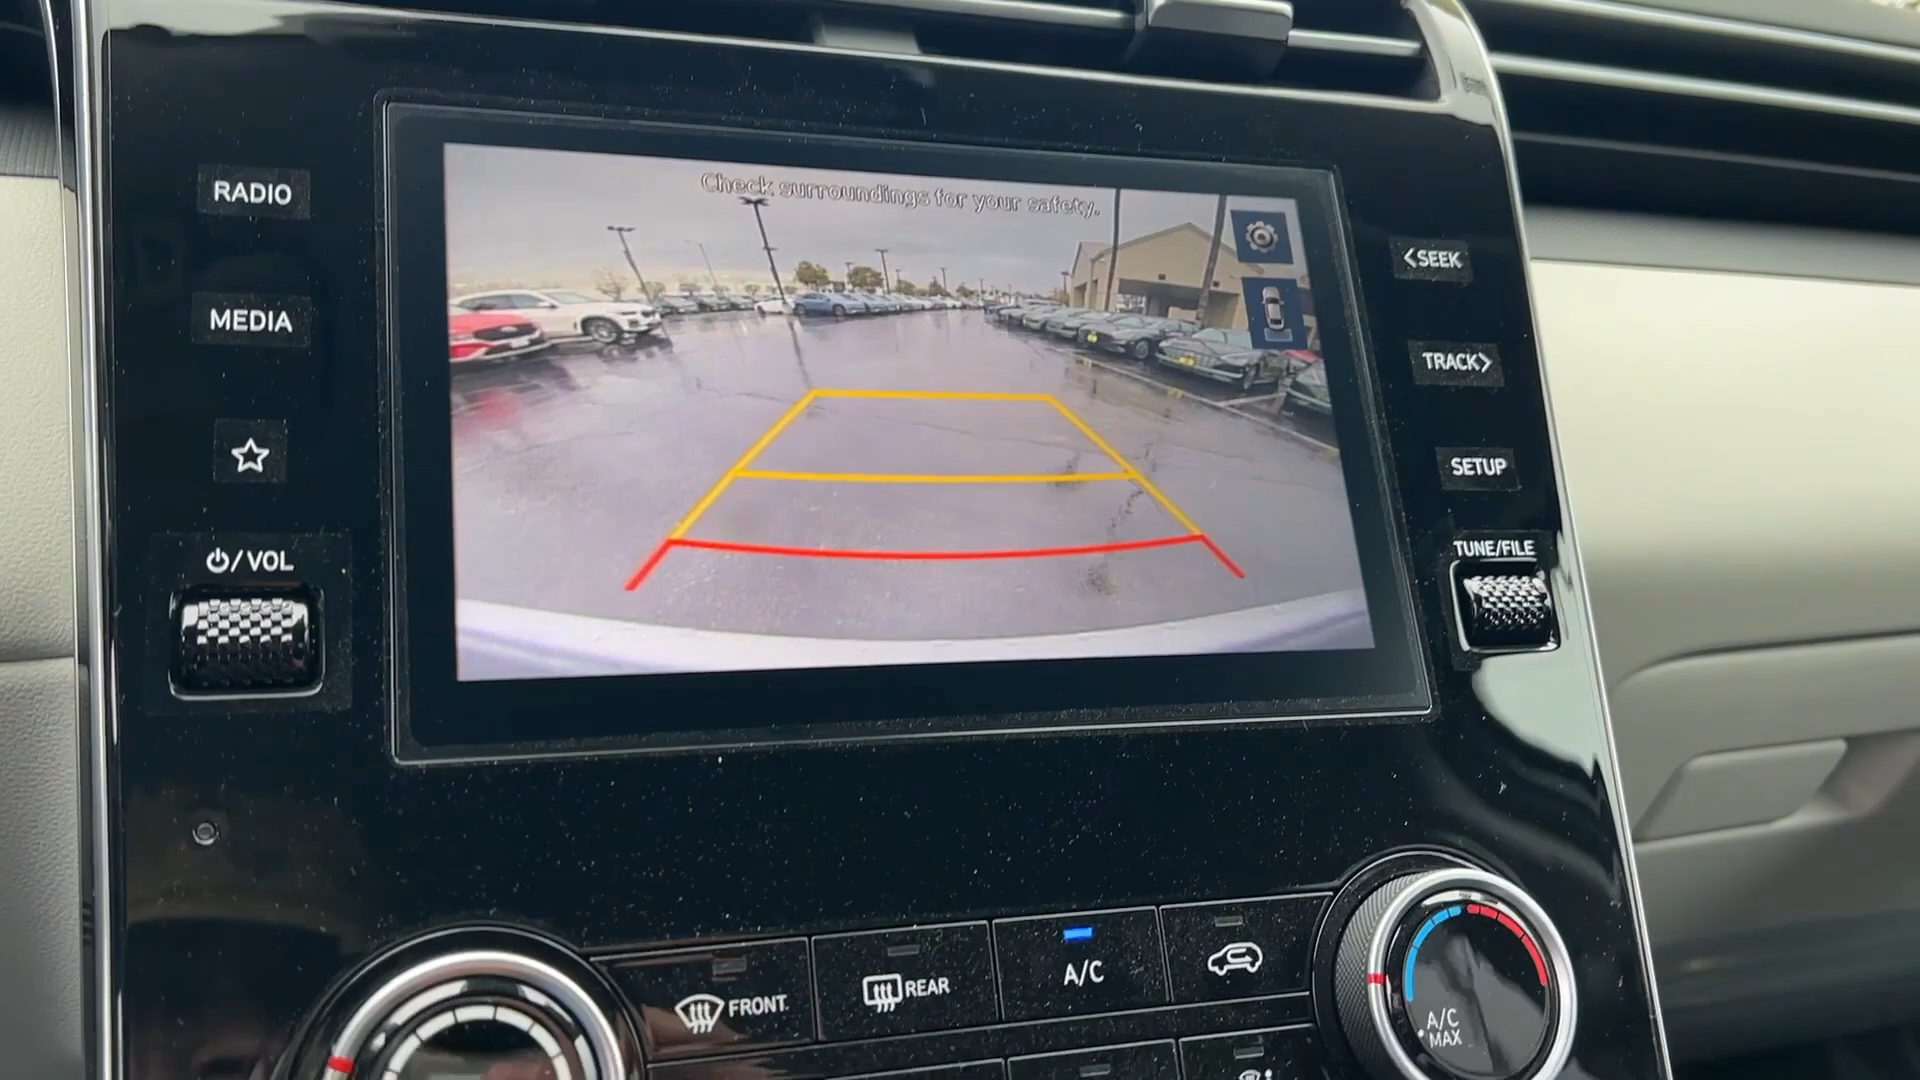 Check surroundings for your safety.
RADIO
MEDIA
/ VOL
<SEEK
TRACK>
SETUP
TUNE/FILE
FRONT
REAR
A/C
A/C
MAX